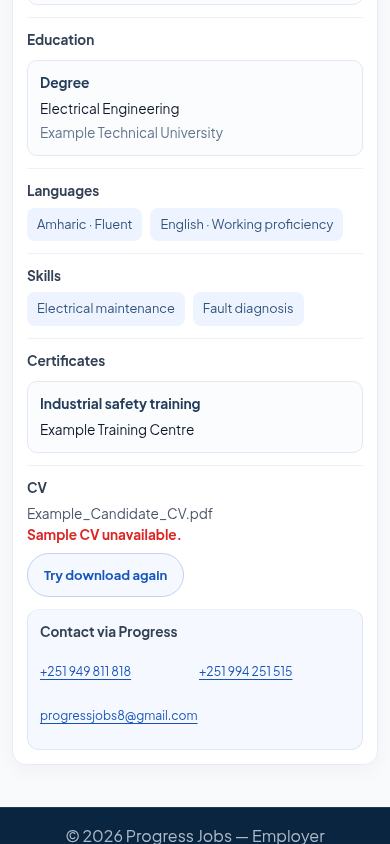 Education
Degree
Electrical Engineering
Example Technical University
Languages
Amharic · Fluent
English · Working proficiency
Skills
Electrical maintenance
Fault diagnosis
Certificates
Industrial safety training
Example Training Centre
CV
Example_Candidate_CV.pdf
Sample CV unavailable.
Try download again
Contact via Progress
+251 949 811 818
+251 994 251 515
progressjobs8@gmail.com
© 2026 Progress Jobs — Employer